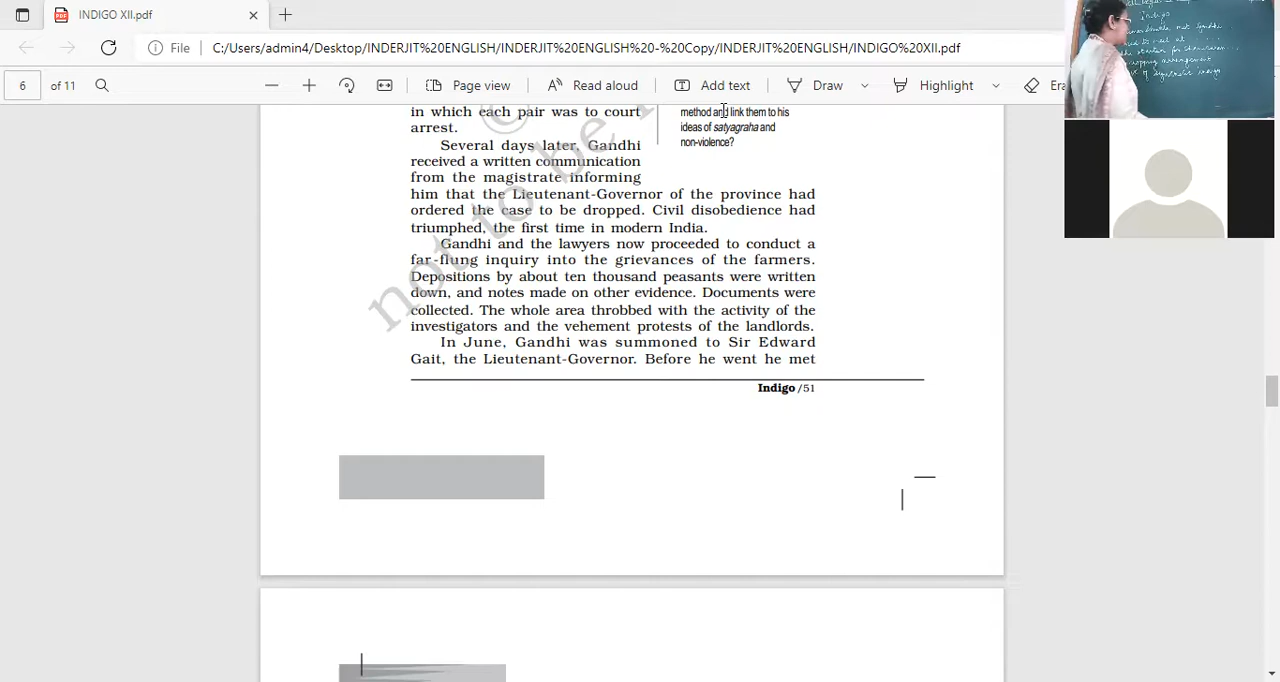 INDIGO XII.pdf
File
C:/Users/admin4/Desktop/INDERJIT%20ENGLISH/INDERJIT%20ENGLISH%20-%20Copy/INDERJIT%20ENGLISH/INDIGO%20XII.pdf
6 of 11
Page view
Read aloud
Add text
Draw
Highlight
Era
in which each pair was to court
arrest.
method and link them to his
ideas of satyagraha and
non-violence?
Several days later, Gandhi
received a written communication
from the magistrate informing
him that the Lieutenant-Governor of the province had
ordered the case to be dropped. Civil disobedience had
triumphed, the first time in modern India.
Gandhi and the lawyers now proceeded to conduct a
far-flung inquiry into the grievances of the farmers.
Depositions by about ten thousand peasants were written
down, and notes made on other evidence. Documents were
collected. The whole area throbbed with the activity of the
investigators and the vehement protests of the landlords.
In June, Gandhi was summoned to Sir Edward
Gait, the Lieutenant-Governor. Before he went he met
Indigo /51
not to be
Indigo
met Gandhi